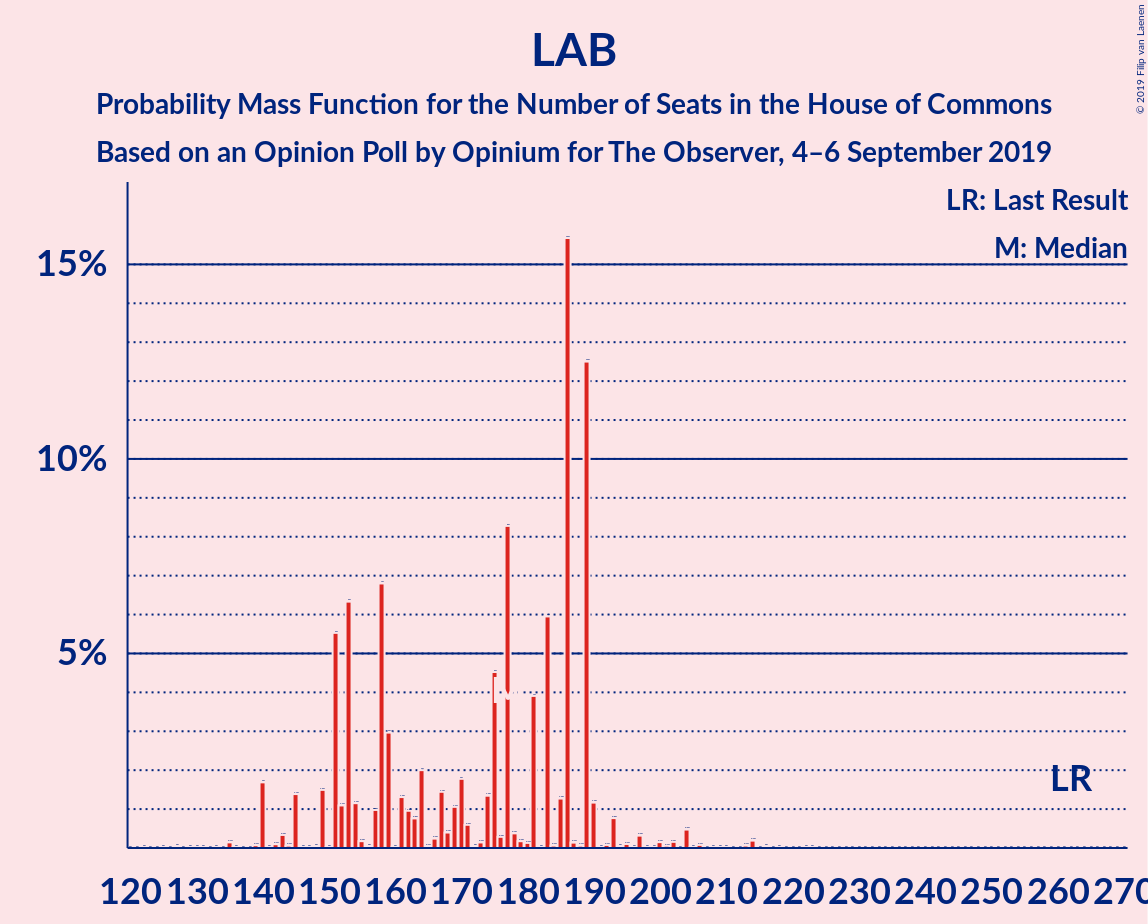 LAB
Probability Mass Function for the Number of Seats in the House of Commons
Based on an Opinion Poll by Opinium for The Observer, 4–6 September 2019
© 2019 Filip van Laenen
LR: Last Result
M: Median
15%
10%
5%
LR
120 130 140 150 160 170 180 190 200 210 220 230 240 250 260 270